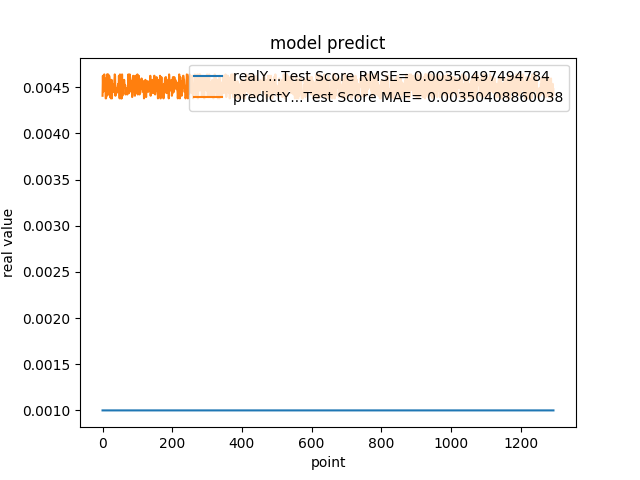 model predict
realY...Test Score RMSE= 0.00350497494784
predictY...Test Score MAE= 0.00350408860038
0.0045
0.0040
0.0035
0.0030
0.0025
0.0020
0.0015
0.0010
real value
0 200 400 600 800 1000 1200
point